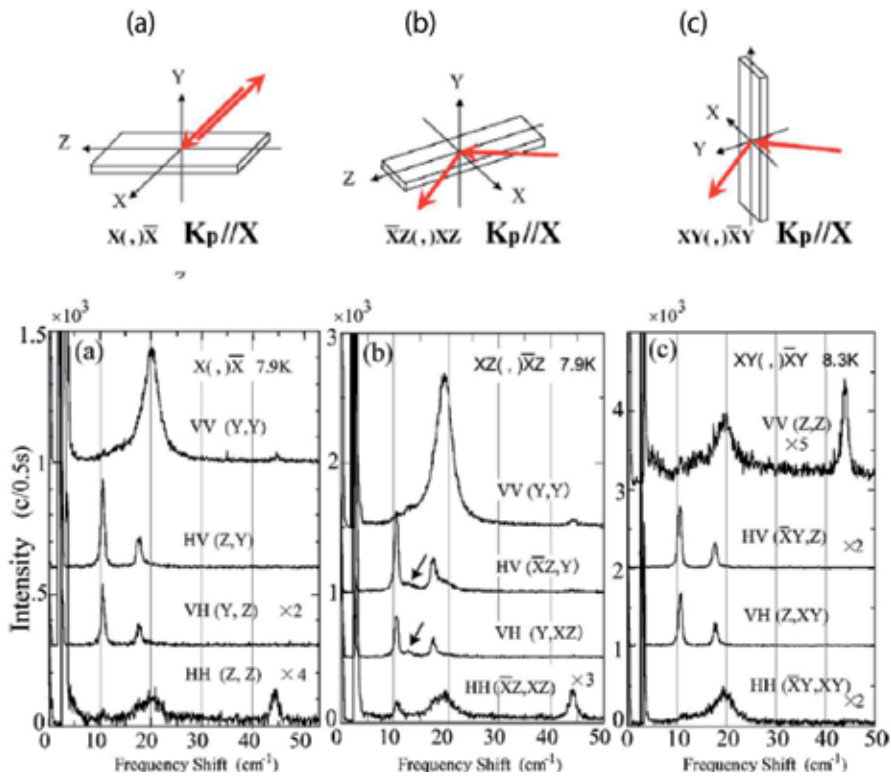 (a)
(b)
(c)
Y
Z
X
X(,)X̅ Kp//X
Y
Z
X
X̅Z(,)XZ Kp//X
X
Y
XY(,)X̅Y Kp//X
×10³
1.5
1
.5
0
Intensity (c/0.5s)
(a)
X(,)X̅ 7.9K
VV (Y,Y)
HV (Z,Y)
VH (Y,Z) ×2
HH (Z,Z) ×4
0 10 20 30 40 50
Frequency Shift (cm⁻¹)
×10³
3
2
1
0
(b)
XZ(,)X̅Z 7.9K
VV (Y,Y)
HV (X̅Z,Y)
VH (Y,XZ)
HH (X̅Z,XZ) ×3
0 10 20 30 40 50
Frequency Shift (cm⁻¹)
×10³
4
3
2
1
0
(c)
XY(,)X̅Y 8.3K
VV (Z,Z)
×5
HV (X̅Y,Z) ×2
VH (Z,XY)
HH (X̅Y,XY)
×2
0 10 20 30 40 50
Frequency Shift (cm⁻¹)